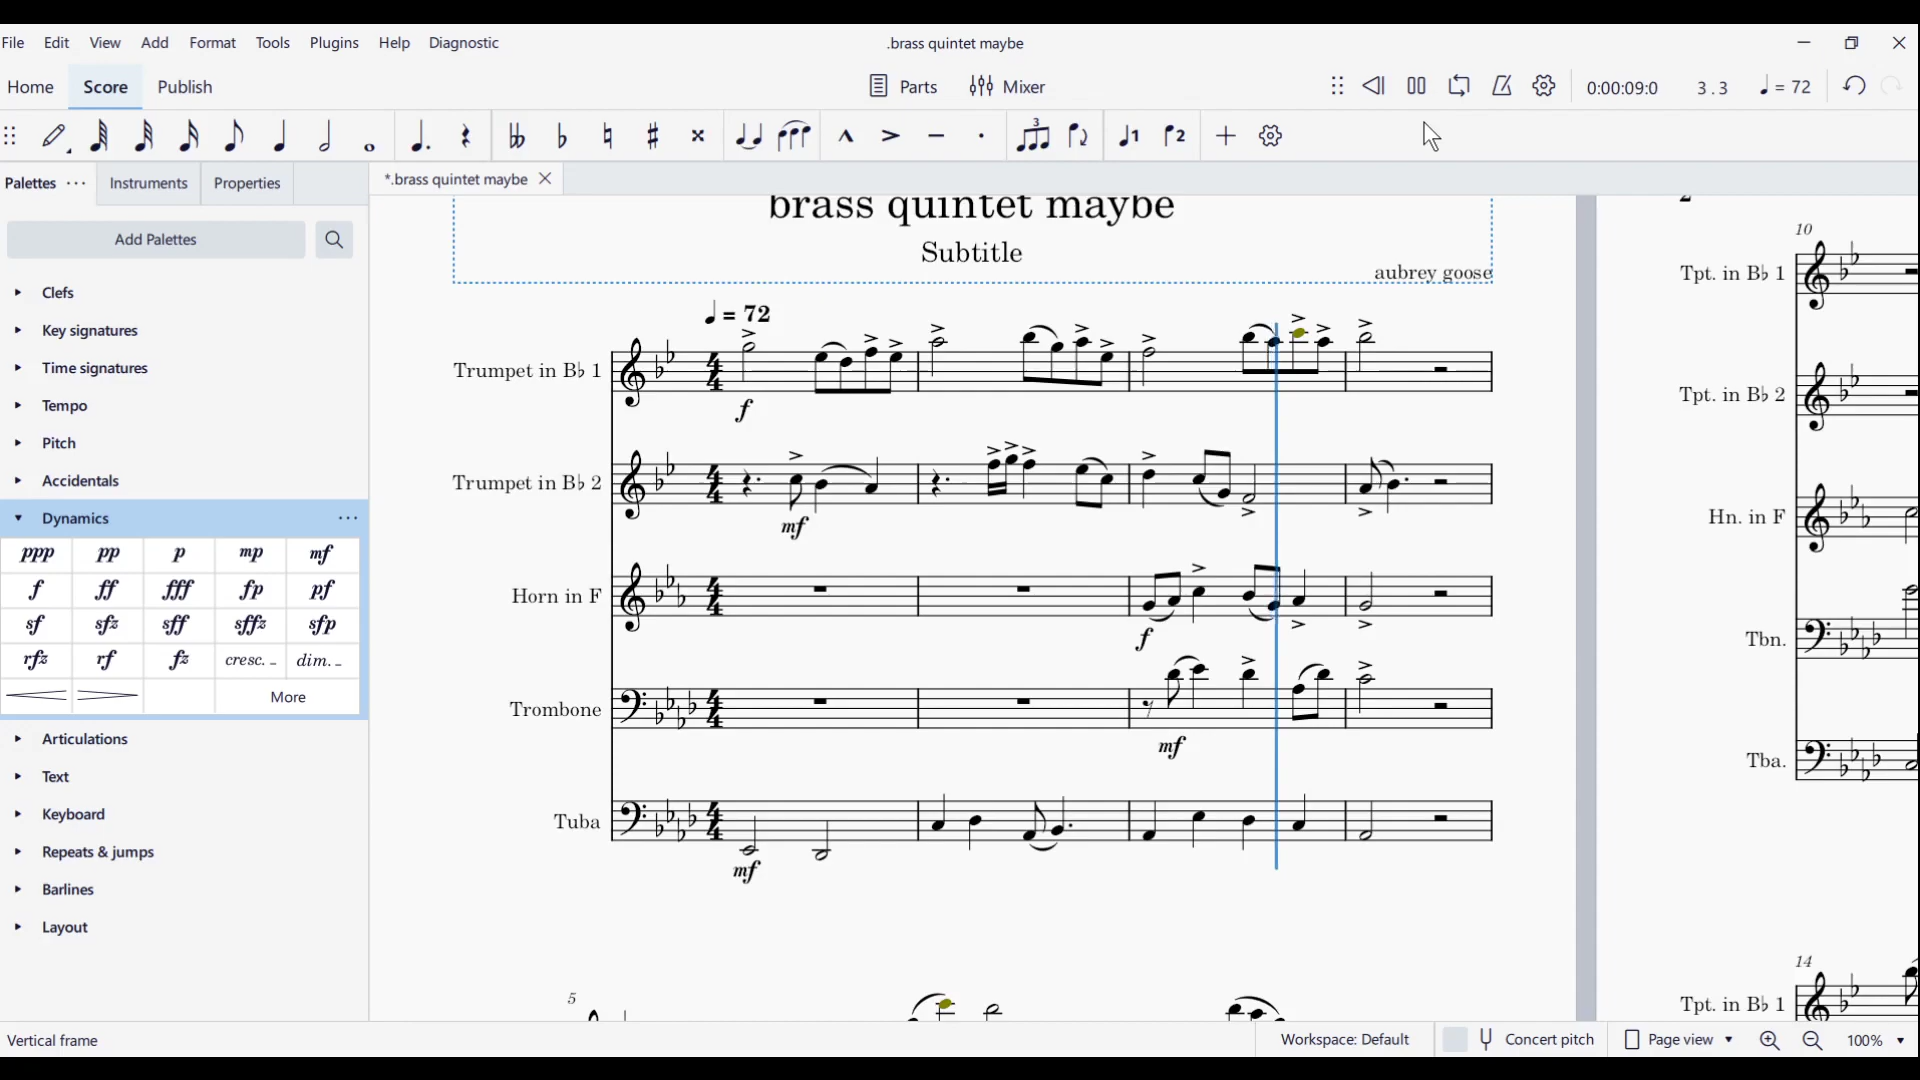 File Edit View Add Format Tools Plugins Help Diagnostic
.brass quintet maybe
Home Score Publish
Parts Mixer
0:00:09:0 3.3 = 72
3 1 2
Palettes ··· Instruments Properties
*.brass quintet maybe
Add Palettes
Clefs
Key signatures
Time signatures
Tempo
Pitch
Accidentals
Dynamics ···
ppp pp p mp mf
f ff fff fp pf
sf sfz sff sffz sfp
rfz rf fz cresc. _ dim. _
More
Articulations
Text
Keyboard
Repeats & jumps
Barlines
Layout
brass quintet maybe
Subtitle
aubrey goose
= 72
Trumpet in B♭ 1
f
Trumpet in B♭ 2
mf
Horn in F
f
Trombone
mf
Tuba
mf
5
10
Tpt. in B♭ 1
Tpt. in B♭ 2
Hn. in F
Tbn.
Tba.
14
Tpt. in B♭ 1
Vertical frame
Workspace: Default Concert pitch Page view 100%